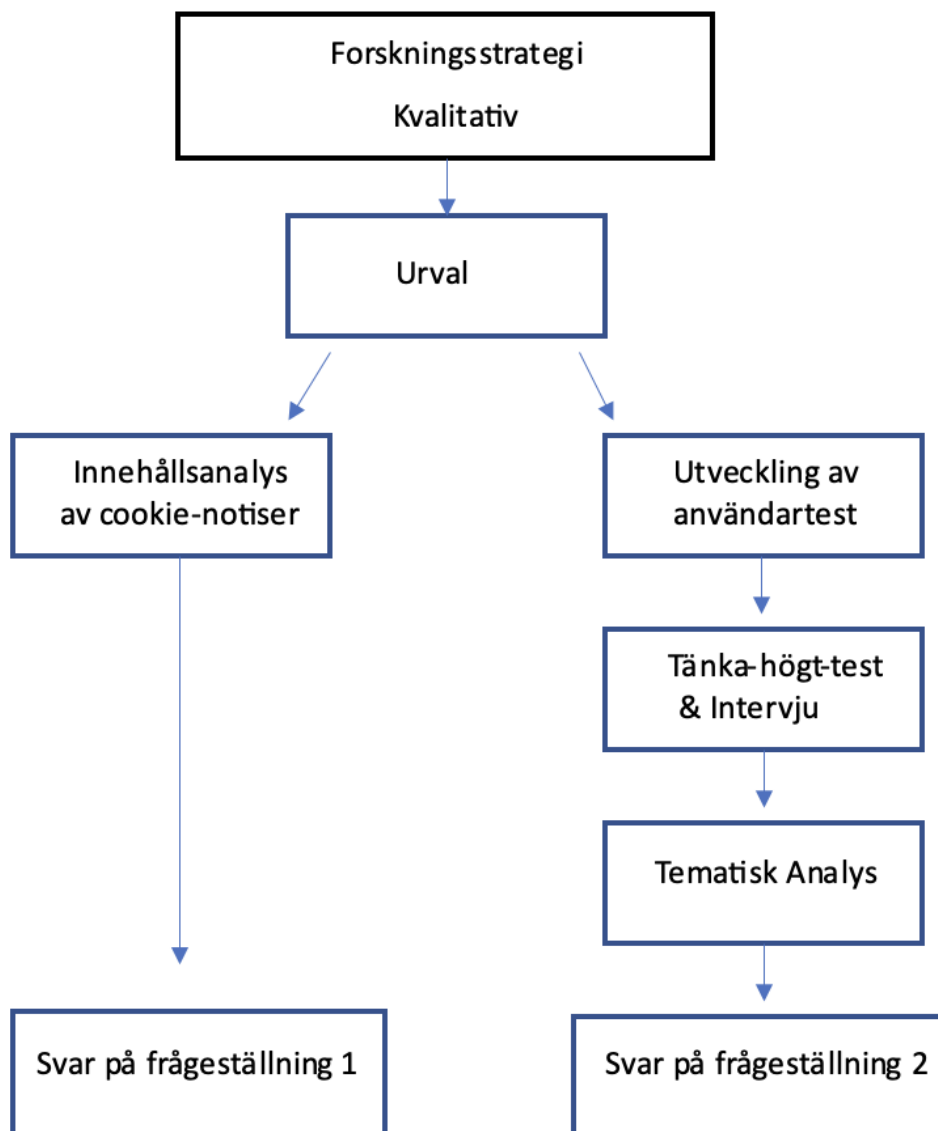 Forskningsstrategi
Kvalitativ
Urval
Innehållsanalys
av cookie-notiser
Utveckling av
användartest
Tänka-högt-test
& Intervju
Tematisk Analys
Svar på frågeställning 1
Svar på frågeställning 2